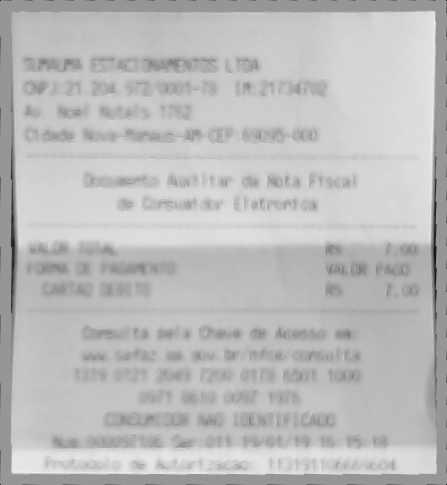 SUMAUMA ESTACIONAMENTOS LTDA
CNPJ:21.204.972/0001-78 IM:21734702
Av. Noel Nutels 1762
Cidade Nova-Manaus-AM-CEP:69095-000
Documento Auxiliar da Nota Fiscal
de Consumidor Eletronica
VALOR TOTAL R$ 7.00
FORMA DE PAGAMENTO VALOR PAGO
CARTAO DEBITO R$ 7.00
Consulta pela Chave de Acesso em:
www.sefaz.am.gov.br/nfce/consulta
1319 0121 2049 7200 0178 6501 1000
0971 8610 0097 1976
CONSUMIDOR NAO IDENTIFICADO
Num:000097186 Ser:011 19/01/19 16:15:18
Protocolo de Autorizacao: 113191106669604